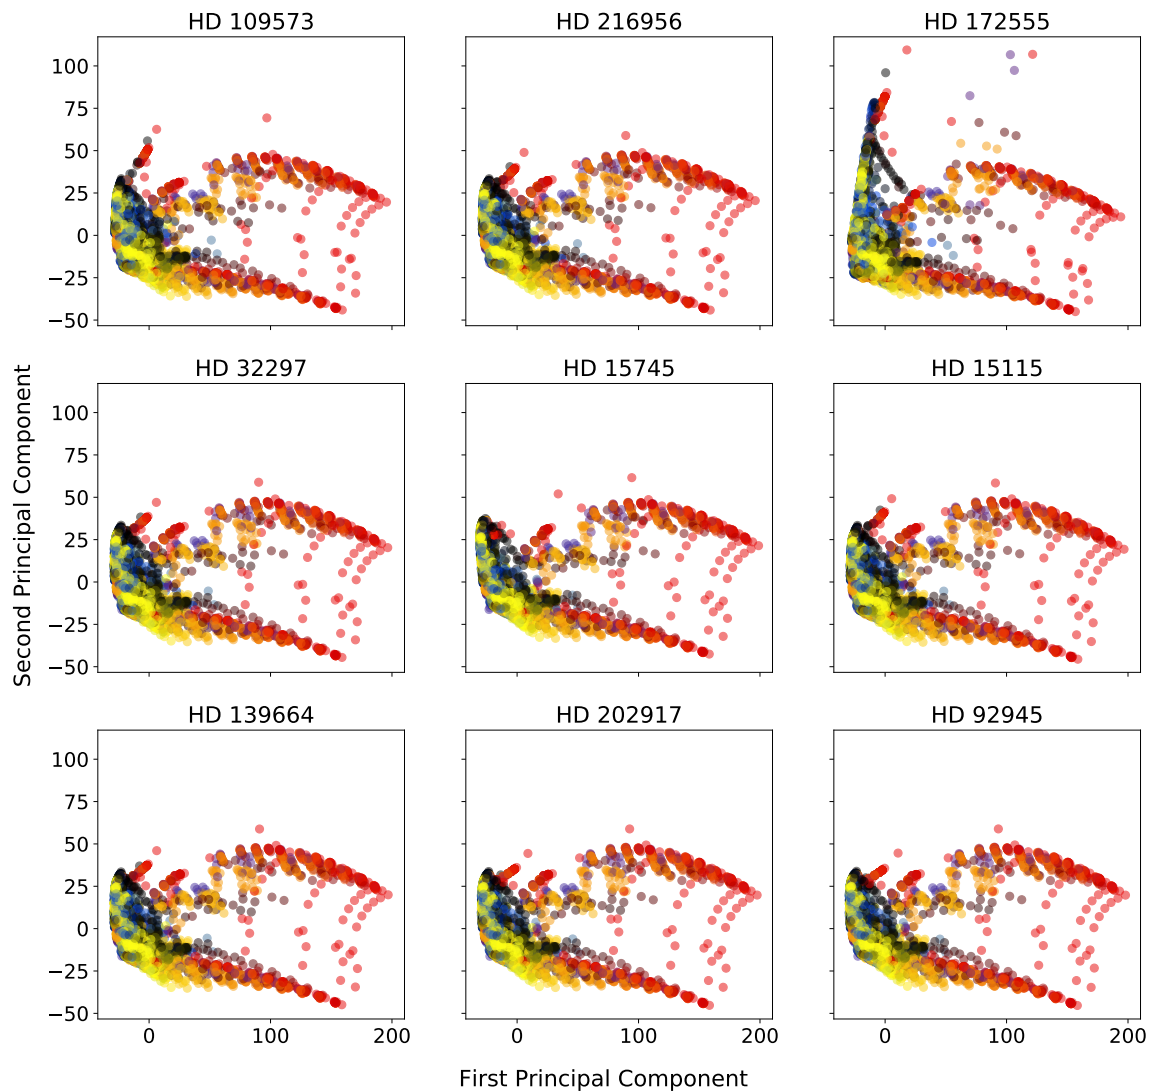 HD 109573
HD 216956
HD 172555
100
75
50
25
0
−25
−50
HD 32297
HD 15745
HD 15115
100
75
50
25
0
−25
−50
HD 139664
HD 202917
HD 92945
100
75
50
25
0
−25
−50
0 100 200
0 100 200
0 100 200
Second Principal Component
First Principal Component